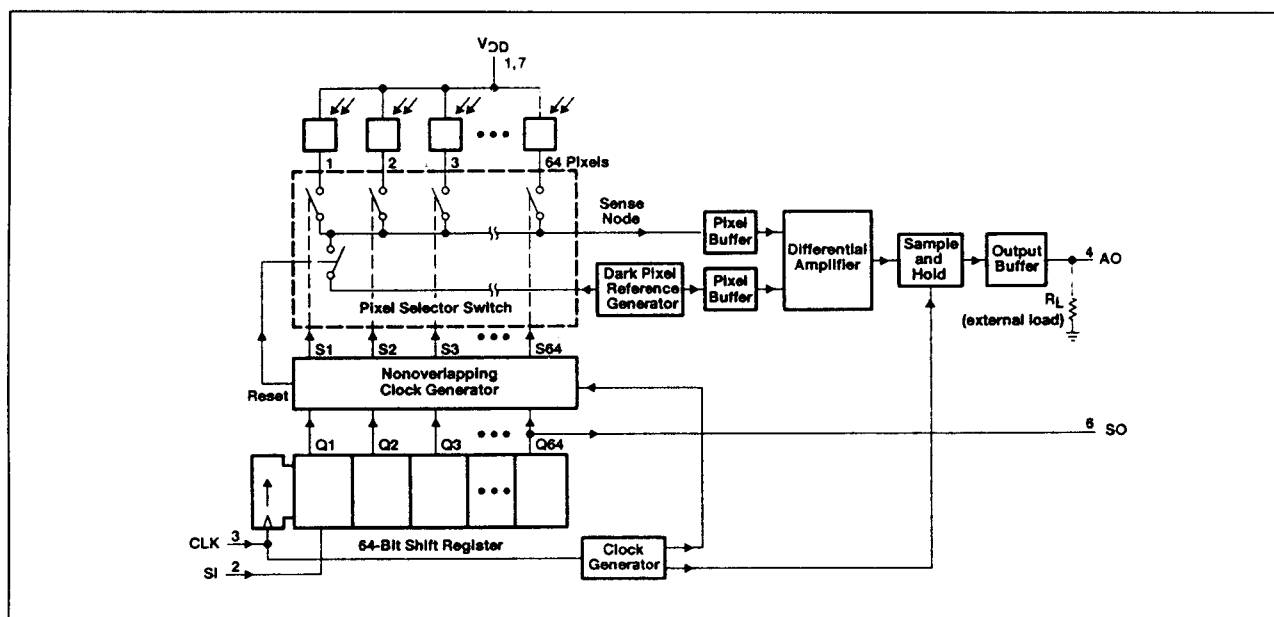 VDD
1,7
1
2
3
64 Pixels
Sense
Node
Pixel
Buffer
Differential
Amplifier
Sample
and
Hold
Output
Buffer
4
AO
Dark Pixel
Reference
Generator
Pixel
Buffer
RL
(external load)
Pixel Selector Switch
S1
S2
S3
S64
Nonoverlapping
Clock Generator
Reset
Q1
Q2
Q3
Q64
6
SO
CLK
3
64-Bit Shift Register
Clock
Generator
SI
2